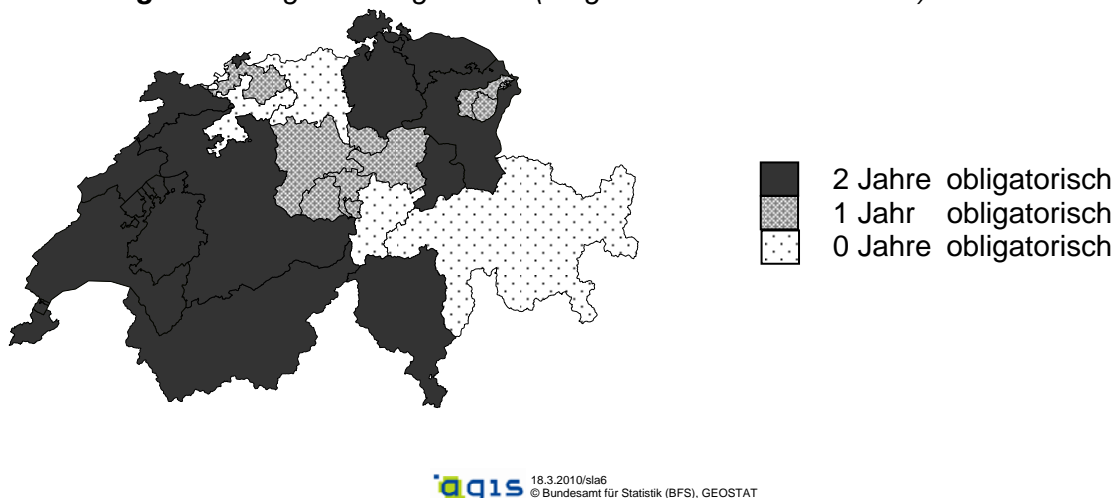 2 Jahre obligatorisch
1 Jahr obligatorisch
0 Jahre obligatorisch
agis 18.3.2010/sla6
© Bundesamt für Statistik (BFS), GEOSTAT